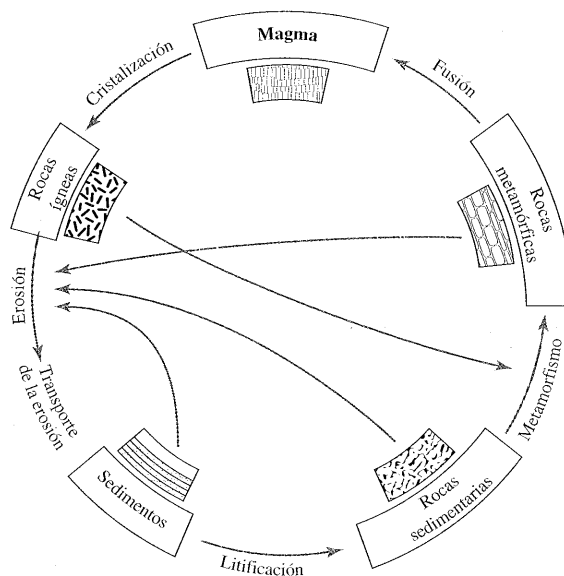 Magma
Cristalización
Fusión
Rocas
ígneas
Rocas
metamórficas
Erosión
Transporte
de la erosión
Metamorfismo
Sedimentos
Rocas
sedimentarias
Litificación